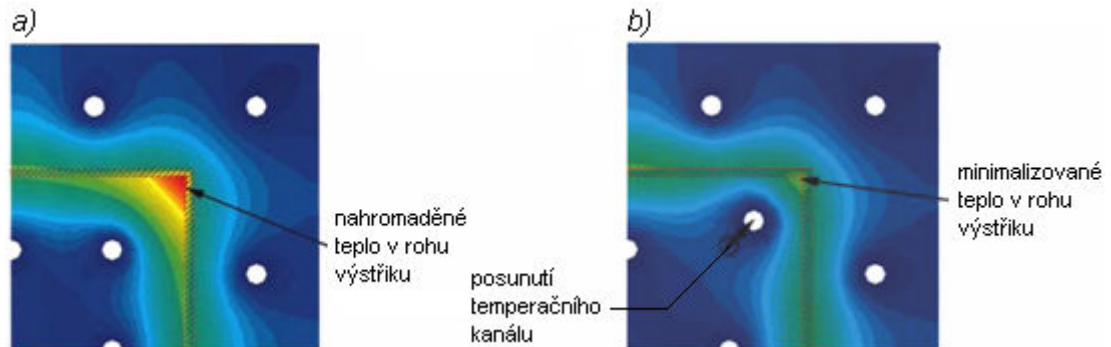 a)
nahromaděné
teplo v rohu
výstřiku
b)
posunutí
temperačního
kanálu
minimalizované
teplo v rohu
výstřiku